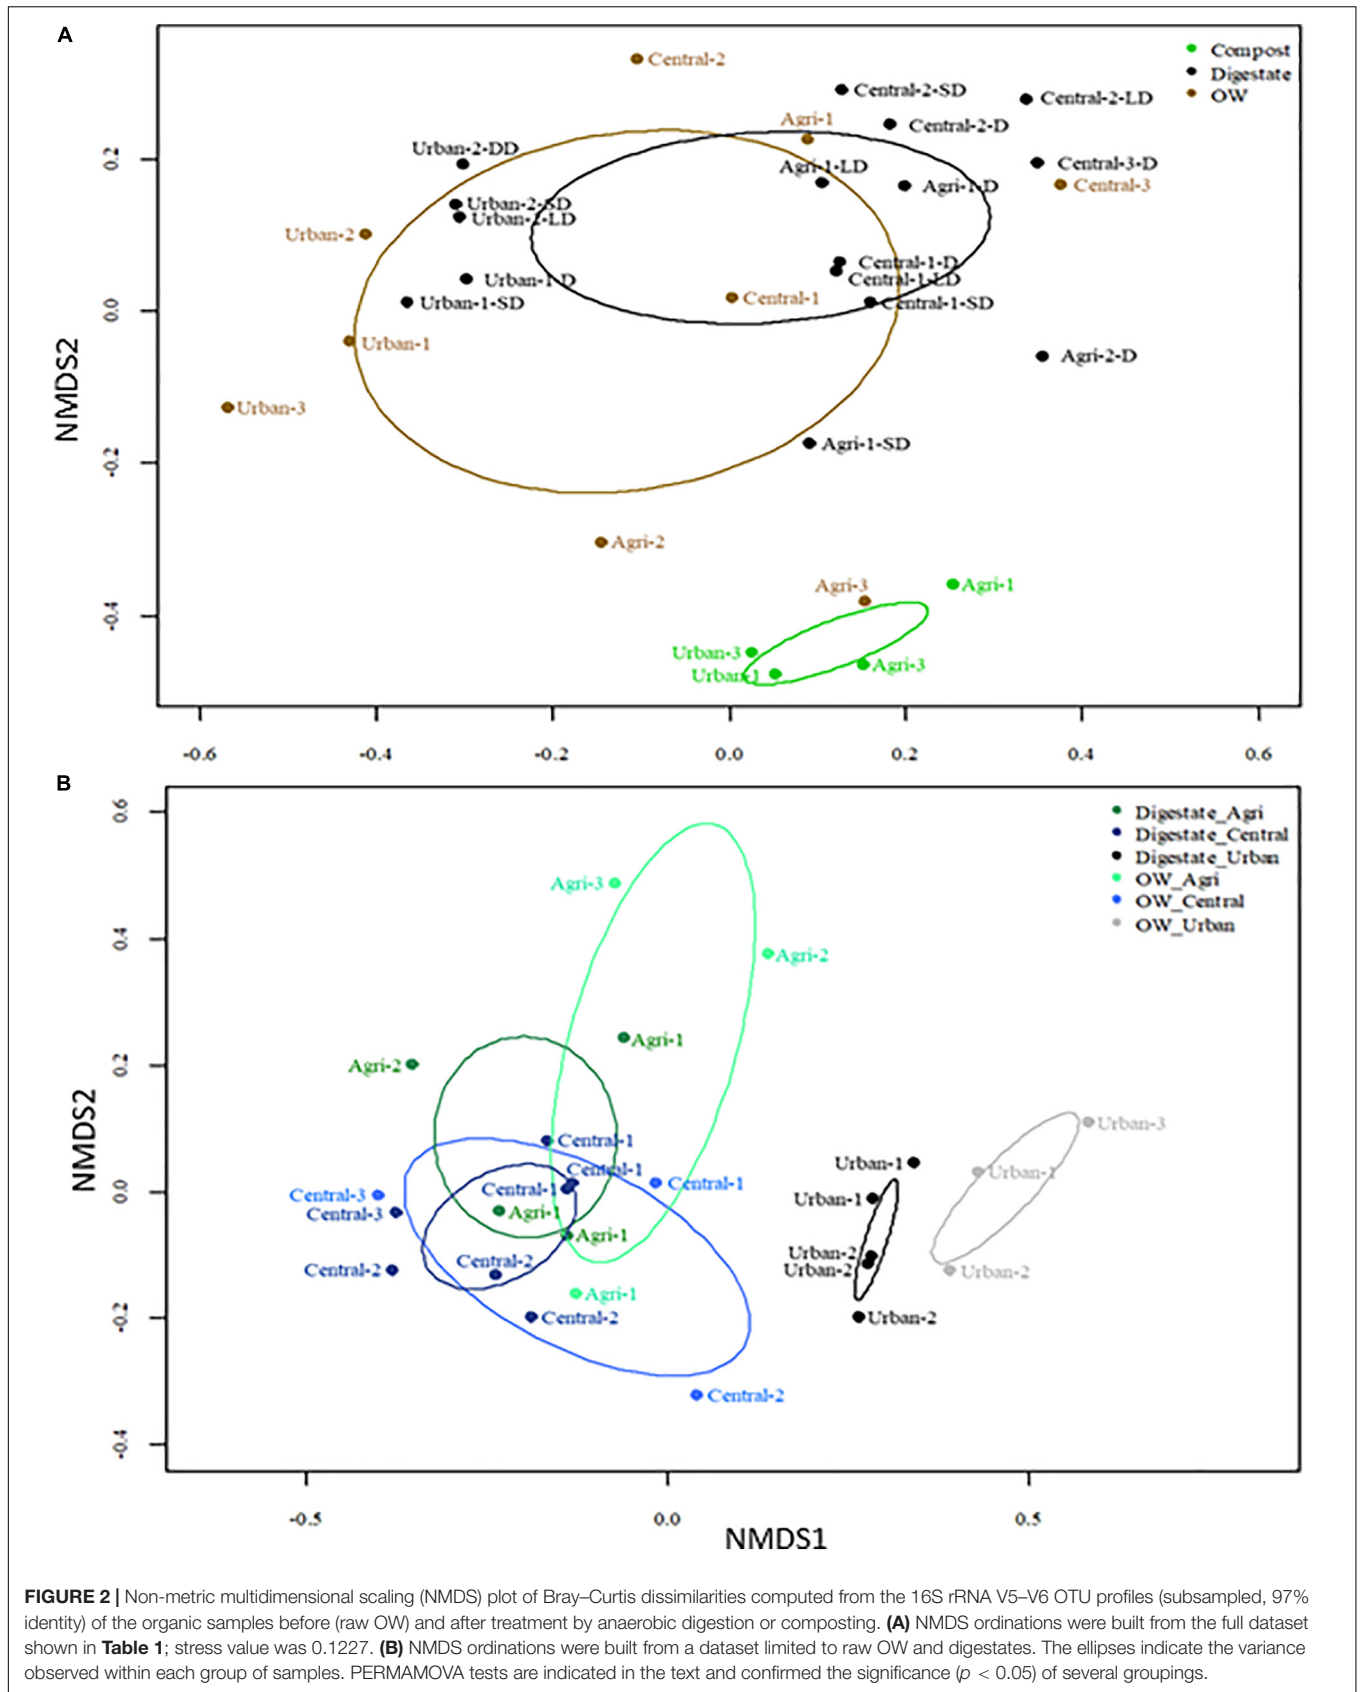 A
Central-2
Compost
Digestate
OW
Central-2-SD
Central-2-LD
Agri-1
Central-2-D
Urban-2-DD
Agri-1-LD
Central-3-D
Agri-1-D
Central-3
Urban-2-SD
Urban-2-LD
Urban-2
Central-1-D
Central-1-LD
Urban-1-D
Central-1
Central-1-SD
Urban-1-SD
Urban-1
Agri-2-D
Urban-3
Agri-1-SD
Agri-2
Agri-3
Agri-1
Urban-3
Agri-3
Urban-1
NMDS2
0.2
0.0
-0.2
-0.4
-0.6 -0.4 -0.2 0.0 0.2 0.4 0.6
B
Digestate_Agri
Digestate_Central
Digestate_Urban
OW_Agri
OW_Central
OW_Urban
Agri-3
Agri-2
Agri-1
Agri-2
Central-1
Urban-3
Central-1
Urban-1
Urban-1
Central-1
Central-1
Central-3
Urban-1
Central-3
Agri-1
Agri-1
Urban-2
Central-2
Central-2
Urban-2
Urban-2
Agri-1
Central-2
Urban-2
Central-2
NMDS2
0.6
0.4
0.2
0.0
-0.2
-0.4
-0.5 0.0 0.5
NMDS1
FIGURE 2 | Non-metric multidimensional scaling (NMDS) plot of Bray–Curtis dissimilarities computed from the 16S rRNA V5–V6 OTU profiles (subsampled, 97%
identity) of the organic samples before (raw OW) and after treatment by anaerobic digestion or composting. (A) NMDS ordinations were built from the full dataset
shown in Table 1; stress value was 0.1227. (B) NMDS ordinations were built from a dataset limited to raw OW and digestates. The ellipses indicate the variance
observed within each group of samples. PERMAMOVA tests are indicated in the text and confirmed the significance (p < 0.05) of several groupings.